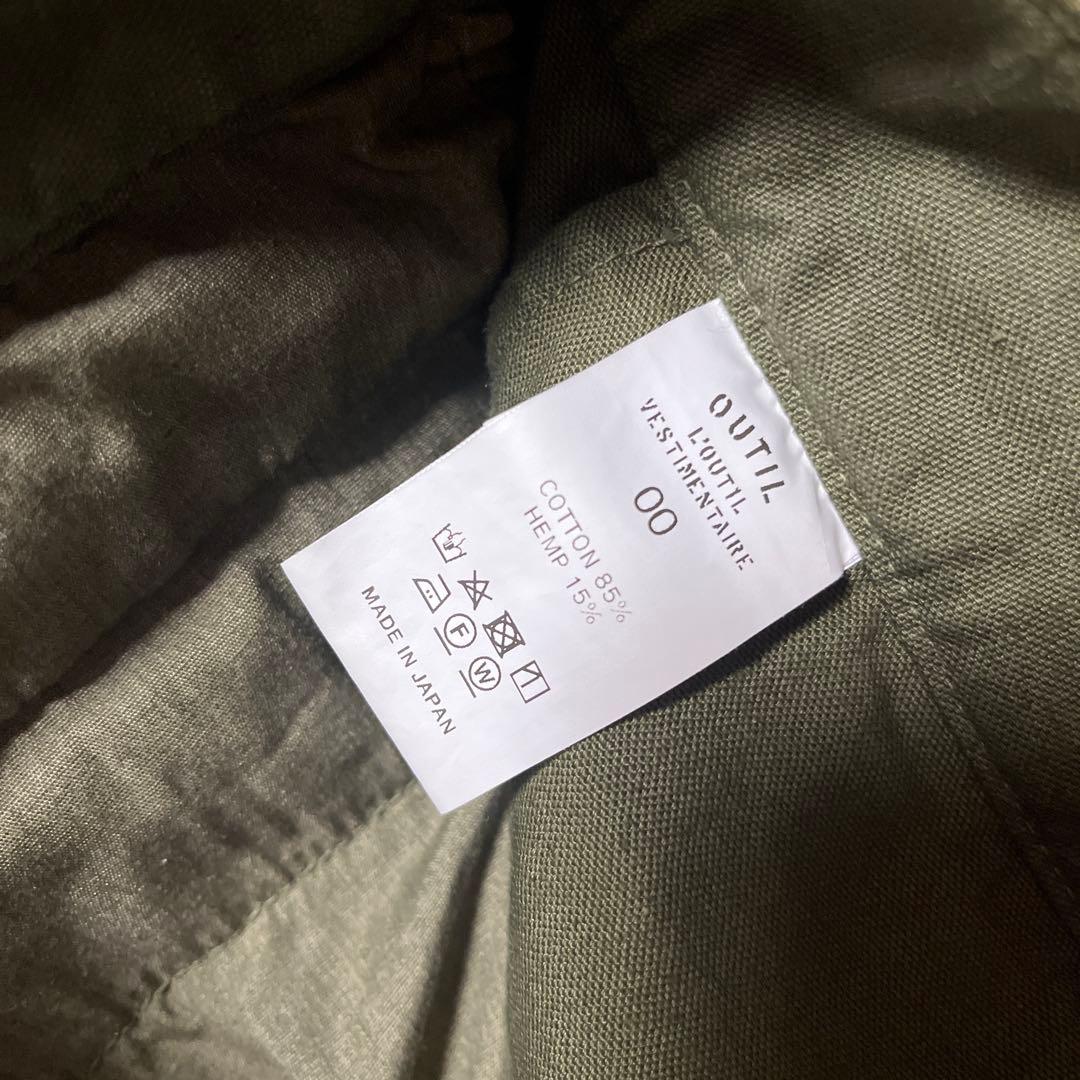 OUTIL
L'OUTIL
VESTIMENTAIRE
00
COTTON 85%
HEMP 15%
F
W
MADE IN JAPAN